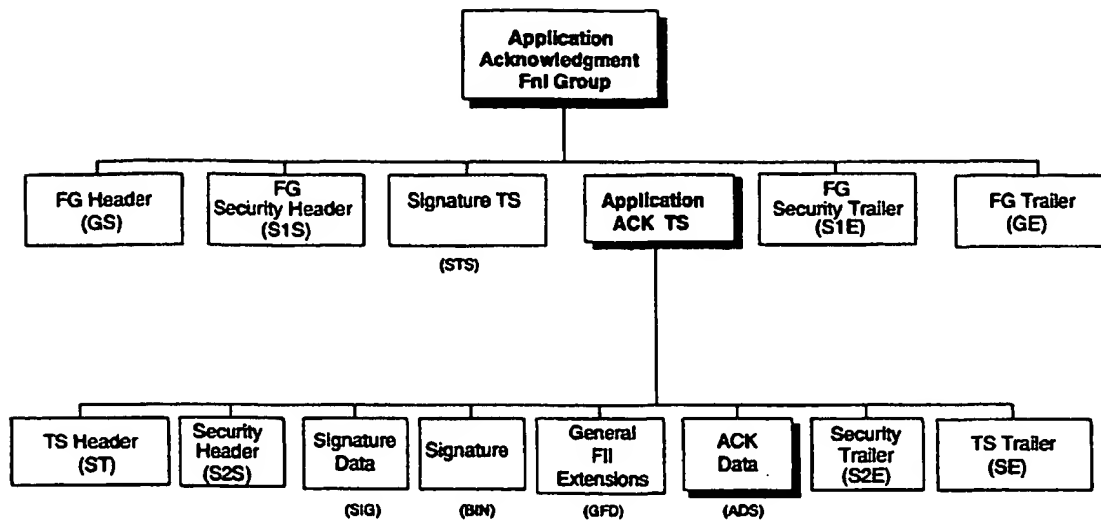 Application
Acknowledgment
Fnl Group
FG Header
(GS)
FG
Security Header
(S1S)
Signature TS
(STS)
Application
ACK TS
FG
Security Trailer
(S1E)
FG Trailer
(GE)
TS Header
(ST)
Security
Header
(S2S)
Signature
Data
(SIG)
Signature
(BIN)
General
FII
Extensions
(GFD)
ACK
Data
(ADS)
Security
Trailer
(S2E)
TS Trailer
(SE)